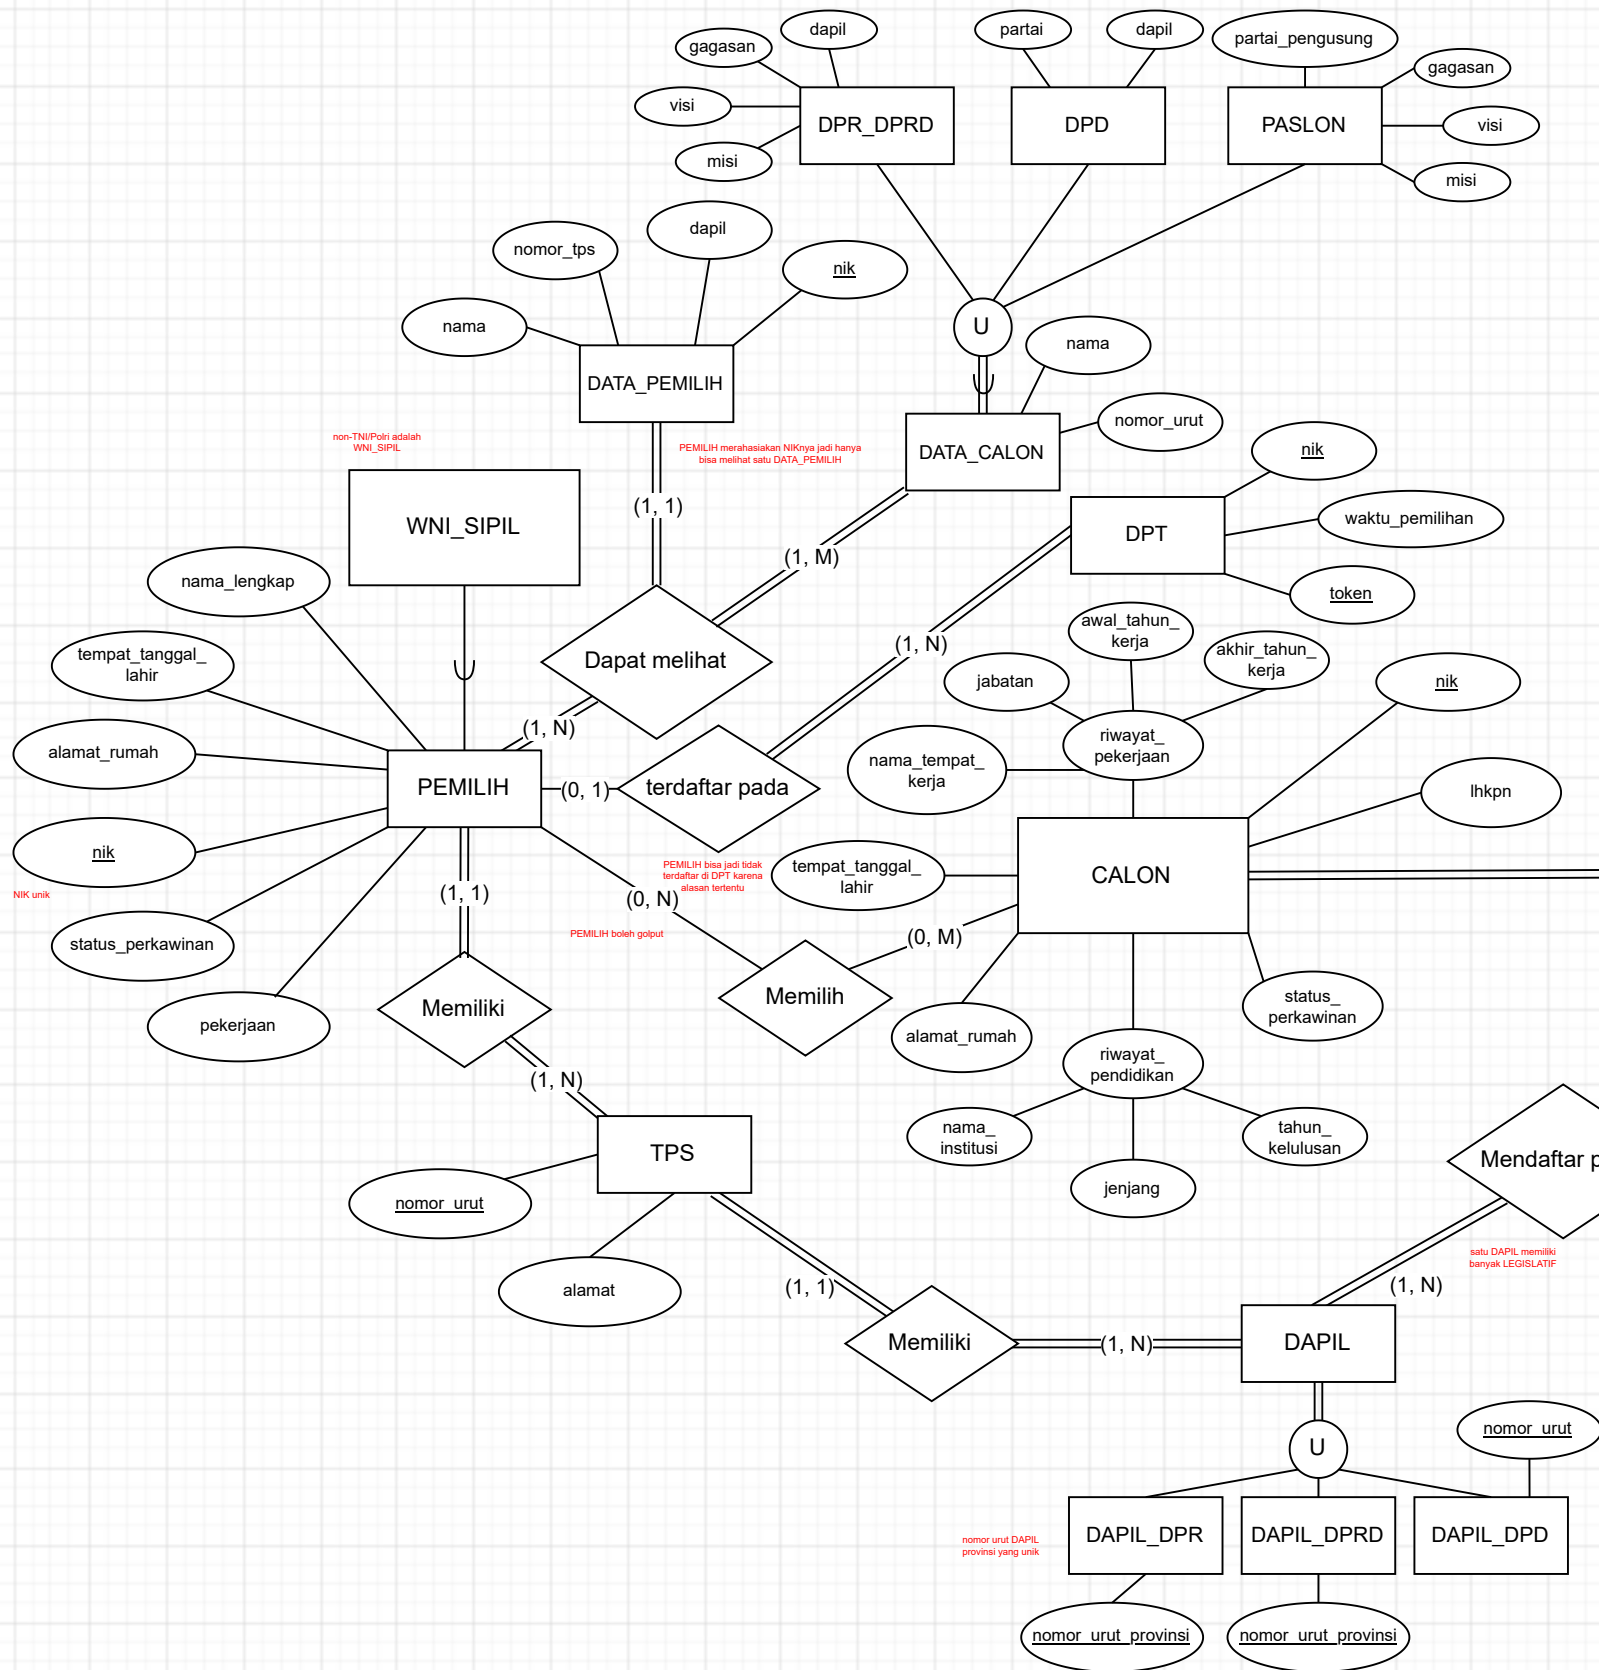 dapil
partai
dapil
partai_pengusung
gagasan
gagasan
visi
DPR_DPRD
DPD
PASLON
visi
misi
misi
dapil
nomor_tps
nik
nama
U
nama
DATA_PEMILIH
nomor_urut
non-TNI/Polri adalah
WNI_SIPIL
PEMILIH merahasiakan NIKnya jadi hanya
bisa melihat satu DATA_PEMILIH
DATA_CALON
nik
WNI_SIPIL
(1, 1)
DPT
waktu_pemilihan
(1, M)
nama_lengkap
token
awal_tahun_
kerja
tempat_tanggal_
lahir
Dapat melihat
(1, N)
akhir_tahun_
kerja
jabatan
nik
(1, N)
riwayat_
pekerjaan
alamat_rumah
nama_tempat_
kerja
PEMILIH
(0, 1)
terdaftar pada
lhkpn
nik
NIK unik
(1, 1)
PEMILIH bisa jadi tidak
terdaftar di DPT karena
alasan tertentu
tempat_tanggal_
lahir
CALON
(0, N)
status_perkawinan
PEMILIH boleh golput
(0, M)
Memiliki
Memilih
status_
perkawinan
pekerjaan
alamat_rumah
riwayat_
pendidikan
(1, N)
nama_
institusi
tahun_
kelulusan
TPS
Mendaftar p
jenjang
nomor_urut
satu DAPIL memiliki
banyak LEGISLATIF
alamat
(1, 1)
(1, N)
Memiliki
(1, N)
DAPIL
nomor_urut
U
nomor urut DAPIL
provinsi yang unik
DAPIL_DPR
DAPIL_DPRD
DAPIL_DPD
nomor_urut_provinsi
nomor_urut_provinsi